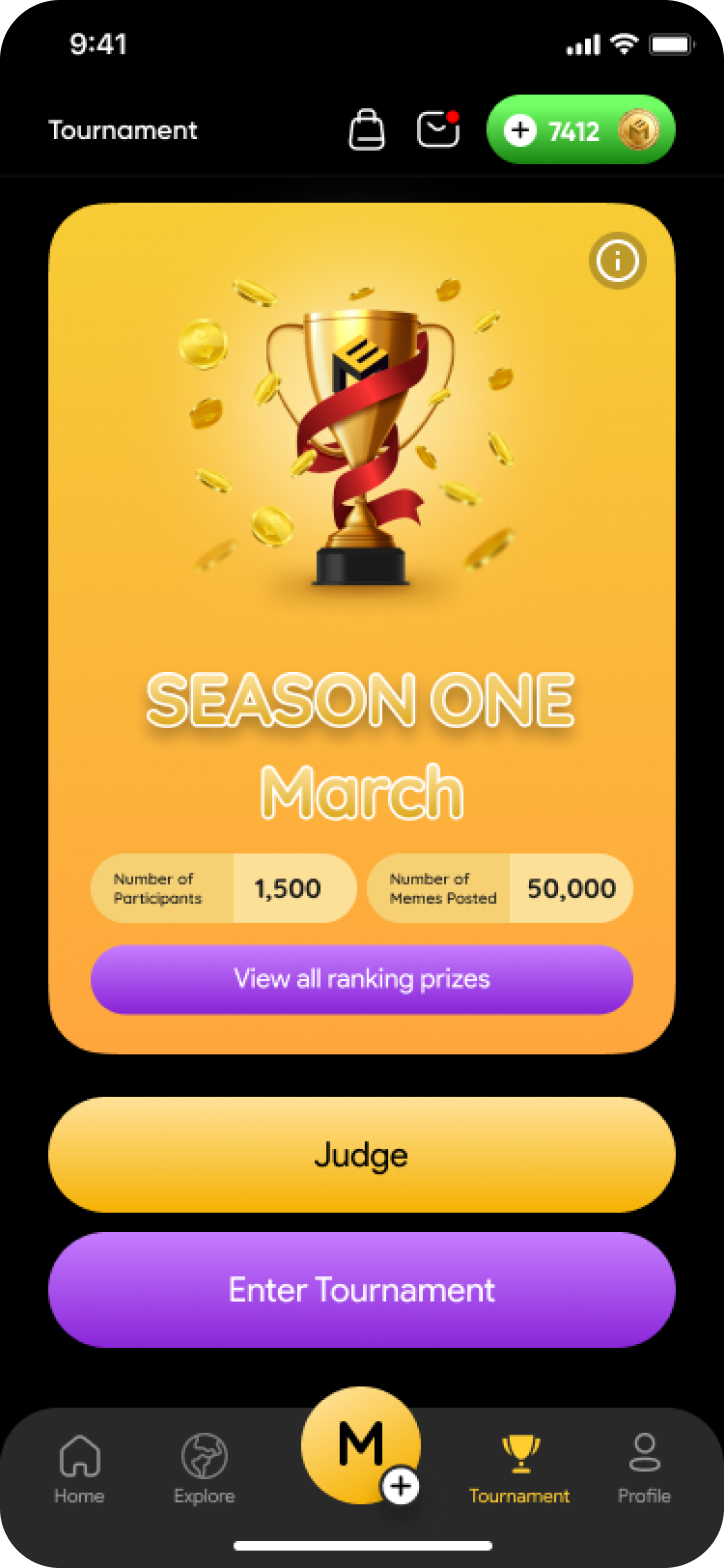 9:41
Tournament
7412
SEASON ONE
March
Number of
Participants
1,500
Number of
Memes Posted
50,000
View all ranking prizes
Judge
Enter Tournament
M
Home
Explore
Tournament
Profile